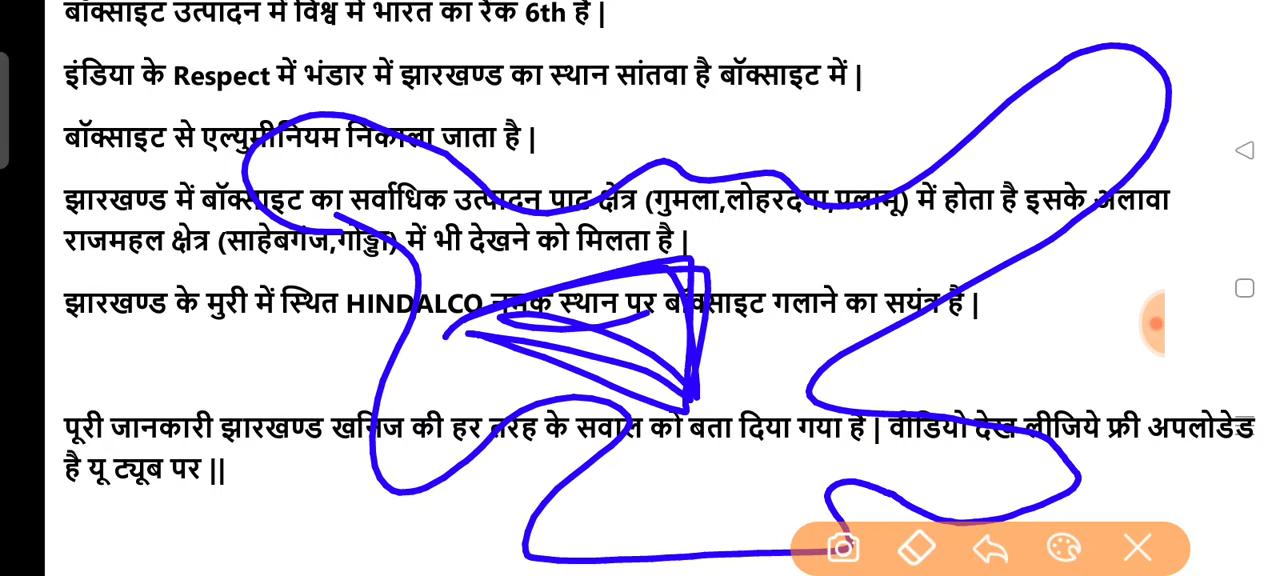 बॉक्साइट उत्पादन में विश्व में भारत का रैंक 6th है |
इंडिया के Respect में भंडार में झारखण्ड का स्थान सांतवा है बॉक्साइट में |
बॉक्साइट से एल्युमीनियम निकाला जाता है |
झारखण्ड में बॉक्साइट का सर्वाधिक उत्पादन पाट क्षेत्र (गुमला,लोहरदगा,पलामू) में होता है इसके अलावा
राजमहल क्षेत्र (साहेबगंज,गोड्डा) में भी देखने को मिलता है |
झारखण्ड के मुरी में स्थित HINDALCO नमक स्थान पर बॉक्साइट गलाने का सयंत्र है |
पूरी जानकारी झारखण्ड खनिज की हर तरह के सवाल को बता दिया गया है | वीडियो देख लीजिये फ्री अपलोडेड
है यू ट्यूब पर ||